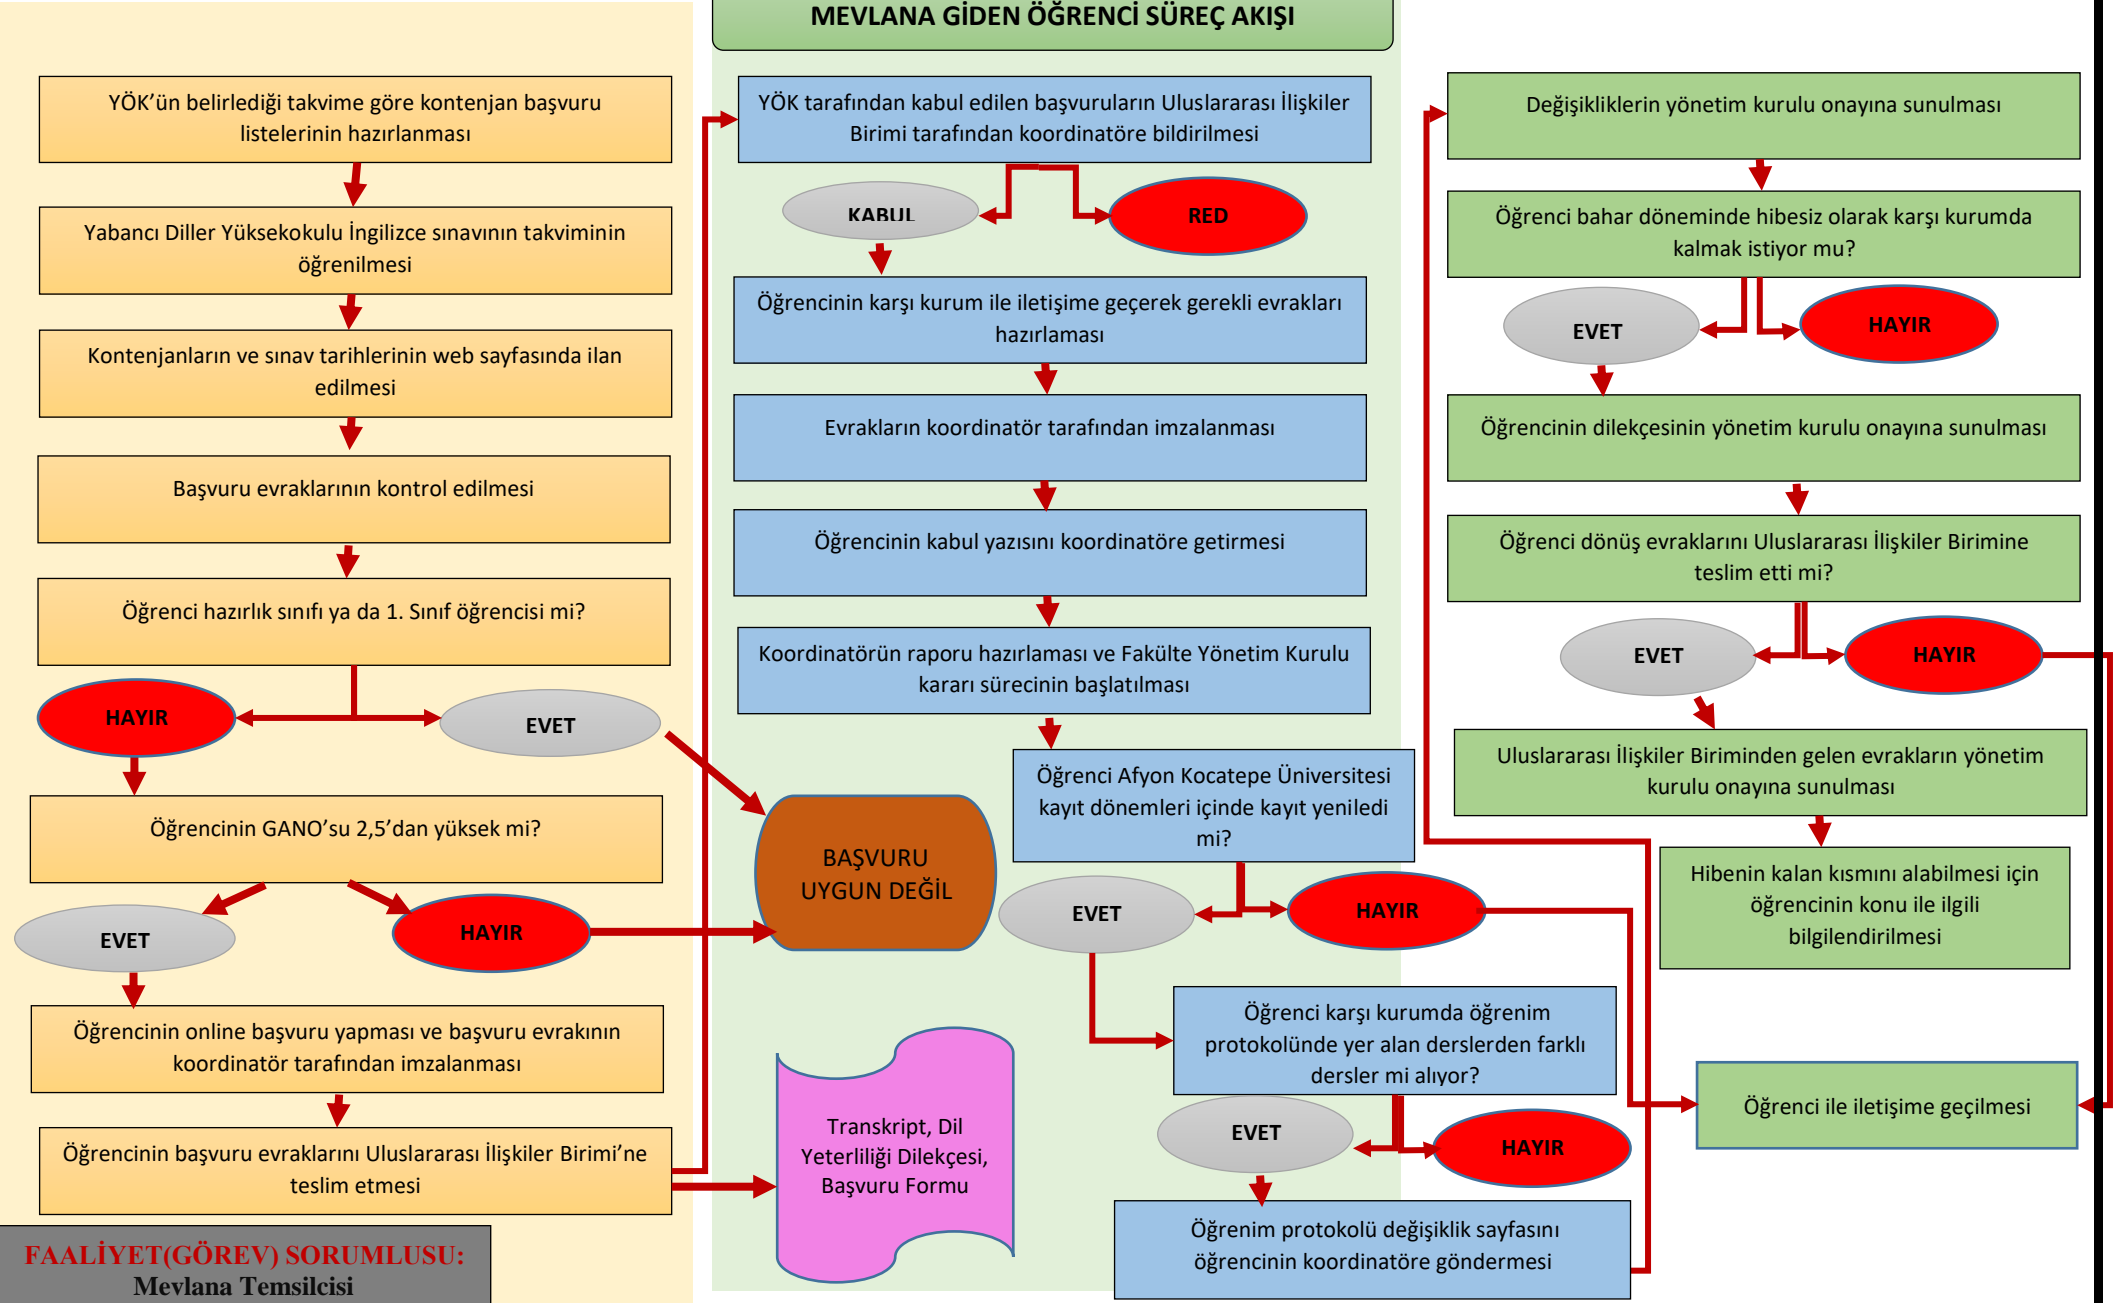 MEVLANA GİDEN ÖĞRENCİ SÜREÇ AKIŞI
YÖK’ün belirlediği takvime göre kontenjan başvuru
listelerinin hazırlanması
Yabancı Diller Yüksekokulu İngilizce sınavının takviminin
öğrenilmesi
Kontenjanların ve sınav tarihlerinin web sayfasında ilan
edilmesi
Başvuru evraklarının kontrol edilmesi
Öğrenci hazırlık sınıfı ya da 1. Sınıf öğrencisi mi?
HAYIR
EVET
Öğrencinin GANO’su 2,5’dan yüksek mi?
EVET
HAYIR
Öğrencinin online başvuru yapması ve başvuru evrakının
koordinatör tarafından imzalanması
Öğrencinin başvuru evraklarını Uluslararası İlişkiler Birimi’ne
teslim etmesi
FAALİYET(GÖREV) SORUMLUSU:
Mevlana Temsilcisi
YÖK tarafından kabul edilen başvuruların Uluslararası İlişkiler
Birimi tarafından koordinatöre bildirilmesi
KABUL
RED
Öğrencinin karşı kurum ile iletişime geçerek gerekli evrakları
hazırlaması
Evrakların koordinatör tarafından imzalanması
Öğrencinin kabul yazısını koordinatöre getirmesi
Koordinatörün raporu hazırlaması ve Fakülte Yönetim Kurulu
kararı sürecinin başlatılması
Öğrenci Afyon Kocatepe Üniversitesi
kayıt dönemleri içinde kayıt yeniledi
mi?
BAŞVURU
UYGUN DEĞİL
EVET
HAYIR
Öğrenci karşı kurumda öğrenim
protokolünde yer alan derslerden farklı
dersler mi alıyor?
Transkript, Dil
Yeterliliği Dilekçesi,
Başvuru Formu
EVET
HAYIR
Öğrenim protokolü değişiklik sayfasını
öğrencinin koordinatöre göndermesi
Değişikliklerin yönetim kurulu onayına sunulması
Öğrenci bahar döneminde hibesiz olarak karşı kurumda
kalmak istiyor mu?
EVET
HAYIR
Öğrencinin dilekçesinin yönetim kurulu onayına sunulması
Öğrenci dönüş evraklarını Uluslararası İlişkiler Birimine
teslim etti mi?
EVET
HAYIR
Uluslararası İlişkiler Biriminden gelen evrakların yönetim
kurulu onayına sunulması
Hibenin kalan kısmını alabilmesi için
öğrencinin konu ile ilgili
bilgilendirilmesi
Öğrenci ile iletişime geçilmesi